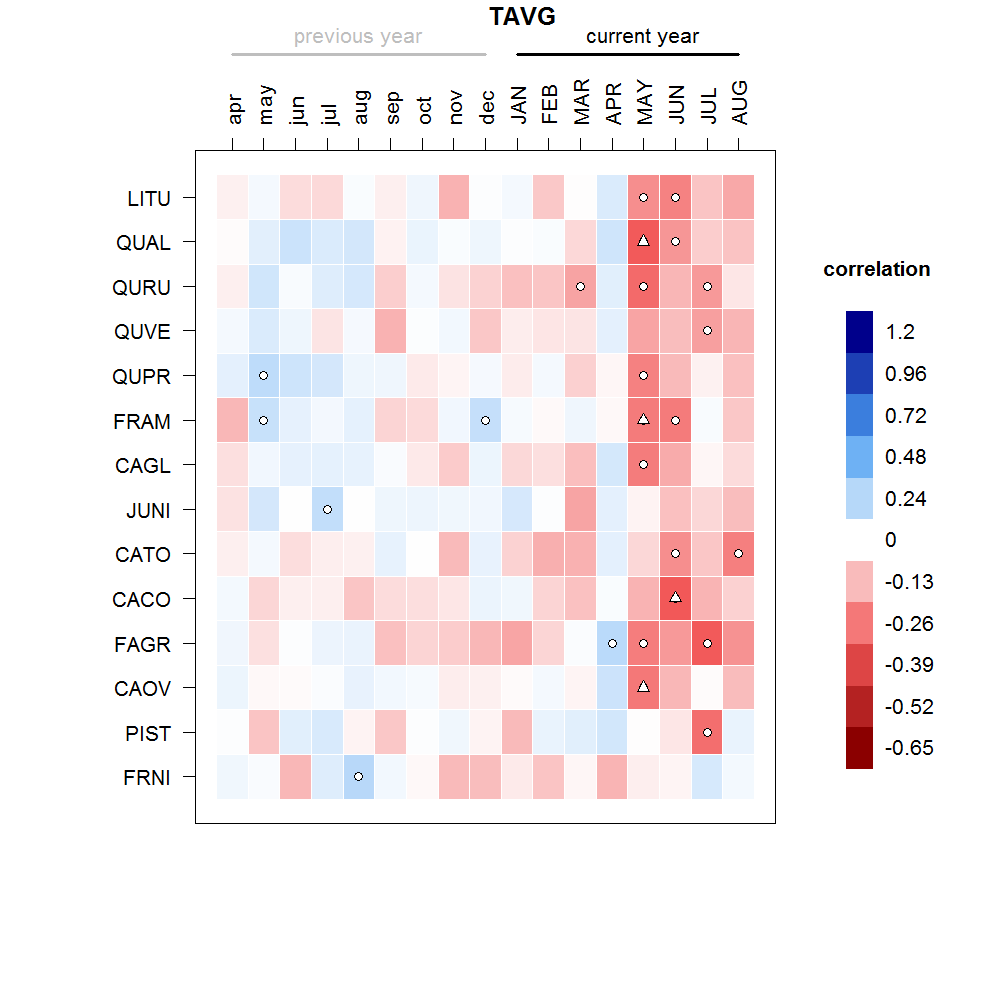 TAVG
previous year
current year
apr
may
jun
jul
aug
sep
oct
nov
dec
JAN
FEB
MAR
APR
MAY
JUN
JUL
AUG
LITU
QUAL
QURU
QUVE
QUPR
FRAM
CAGL
JUNI
CATO
CACO
FAGR
CAOV
PIST
FRNI
correlation
1.2
0.96
0.72
0.48
0.24
0
-0.13
-0.26
-0.39
-0.52
-0.65